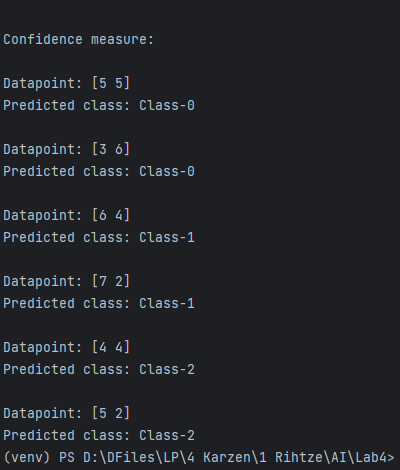 Confidence measure:
Datapoint: [5 5]
Predicted class: Class-0
Datapoint: [3 6]
Predicted class: Class-0
Datapoint: [6 4]
Predicted class: Class-1
Datapoint: [7 2]
Predicted class: Class-1
Datapoint: [4 4]
Predicted class: Class-2
Datapoint: [5 2]
Predicted class: Class-2
(venv) PS D:\DFiles\LP\4 Karzen\1 Rihtze\AI\Lab4>